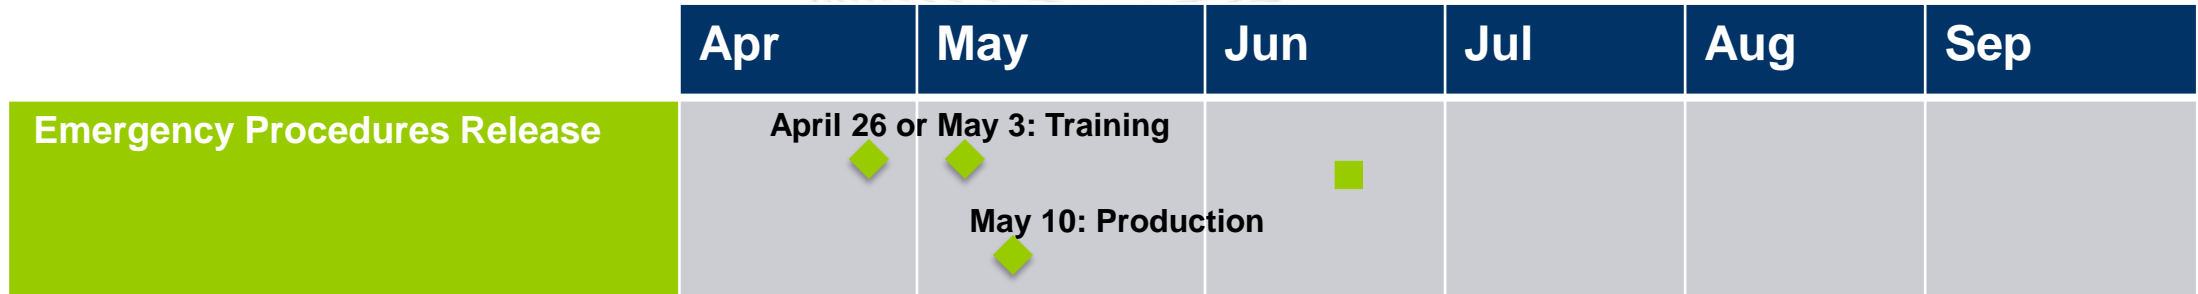 Apr May Jun Jul Aug Sep
Emergency Procedures Release
April 26 or May 3: Training
May 10: Production